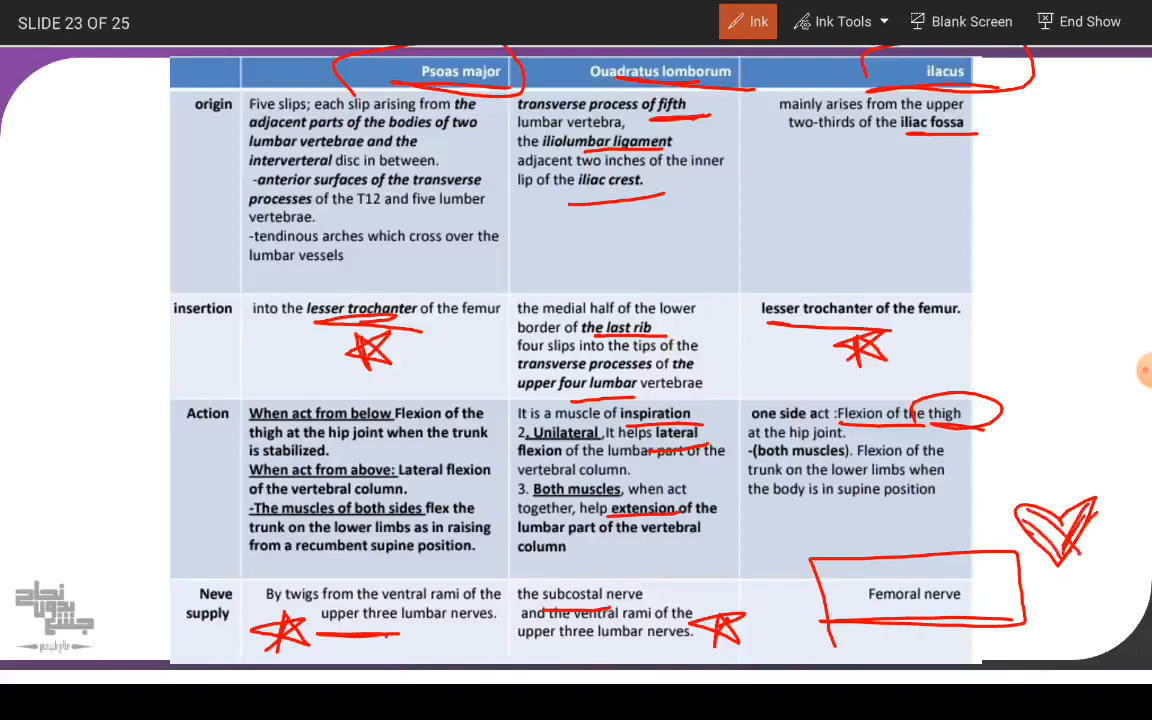 SLIDE 23 OF 25
Ink
Ink Tools
Blank Screen
End Show
Psoas major
Ouadratus lomborum
ilacus
origin
Five slips; each slip arising from the
adjacent parts of the bodies of two
lumbar vertebrae and the
interverteral disc in between.
-anterior surfaces of the transverse
processes of the T12 and five lumber
vertebrae.
-tendinous arches which cross over the
lumbar vessels
transverse process of fifth
lumbar vertebra,
the iliolumbar ligament
adjacent two inches of the inner
lip of the iliac crest.
mainly arises from the upper
two-thirds of the iliac fossa
insertion
into the lesser trochanter of the femur
the medial half of the lower
border of the last rib
four slips into the tips of the
transverse processes of the
upper four lumbar vertebrae
lesser trochanter of the femur.
Action
When act from below Flexion of the
thigh at the hip joint when the trunk
is stabilized.
When act from above: Lateral flexion
of the vertebral column.
-The muscles of both sides flex the
trunk on the lower limbs as in raising
from a recumbent supine position.
It is a muscle of inspiration
2. Unilateral ,It helps lateral
flexion of the lumbar part of the
vertebral column.
3. Both muscles, when act
together, help extension of the
lumbar part of the vertebral
column
one side act :Flexion of the thigh
at the hip joint.
-(both muscles). Flexion of the
trunk on the lower limbs when
the body is in supine position
Neve
supply
By twigs from the ventral rami of the
upper three lumbar nerves.
the subcostal nerve
and the ventral rami of the
upper three lumbar nerves.
Femoral nerve